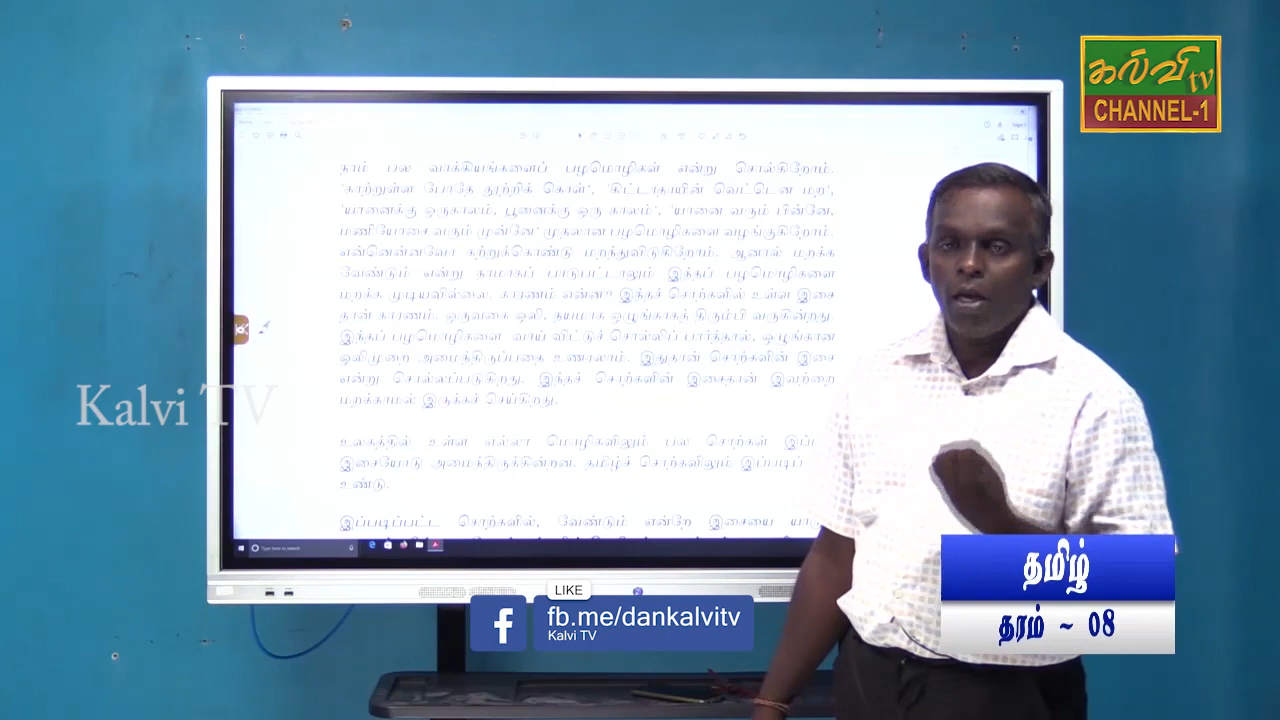 கல்வி tv
CHANNEL-1
நாம் பல வாக்கியங்களைப் பழமொழிகள் என்று சொல்கிறோம்.
'காற்றுள்ள போதே தூற்றிக் கொள்', 'கிட்டாதாயின் வெட்டென மற',
'யானைக்கு ஒருகாலம், பூனைக்கு ஒரு காலம்', 'யானை வரும் பின்னே,
மணியோசை வரும் முன்னே' முதலான பழமொழிகளை வழங்குகிறோம்.
என்னென்னவோ கற்றுக்கொண்டு மறந்துவிடுகிறோம். ஆனால் மறக்க
வேண்டும் என்று நாமாகப் பாடுபட்டாலும் இந்தப் பழமொழிகளை
மறக்க முடியவில்லை. காரணம் என்ன? இந்தச் சொற்களில் உள்ள இசை
தான் காரணம். ஒருவகை ஒலி, நயமாக ஒழுங்காகத் திரும்பி வருகின்றது.
இந்தப் பழமொழிகளை வாய் விட்டுச் சொல்லிப் பார்த்தால், ஒழுங்கான
ஒலிமுறை அமைந்திருப்பதை உணரலாம். இதுதான் சொற்களின் இசை
என்று சொல்லப்படுகிறது. இந்தச் சொற்களின் இசைதான் இவற்றை
மறக்காமல் இருக்கச் செய்கிறது.
உலகத்தில் உள்ள எல்லா மொழிகளிலும் பல சொற்கள் இப்
இசையோடு அமைந்திருக்கின்றன. தமிழ்ச் சொற்களிலும் இப்படிப்
உண்டு.
இப்படிப்பட்ட சொற்களில், வேண்டும் என்றே இசையை
Kalvi TV
Type here to search
தமிழ்
தரம் ~ 08
LIKE
f fb.me/dankalvitv
Kalvi TV